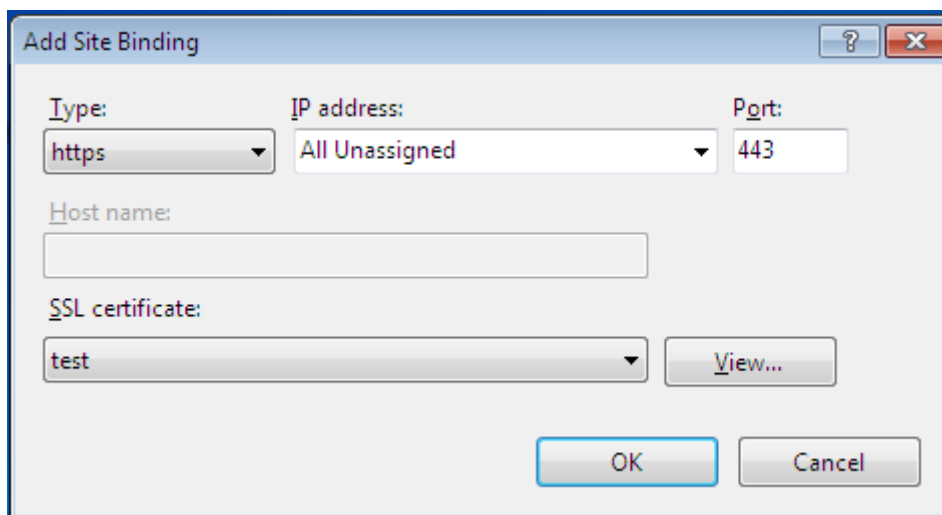 Add Site Binding
Type: IP address: Port:
https All Unassigned 443
Host name:
SSL certificate:
test View...
OK Cancel